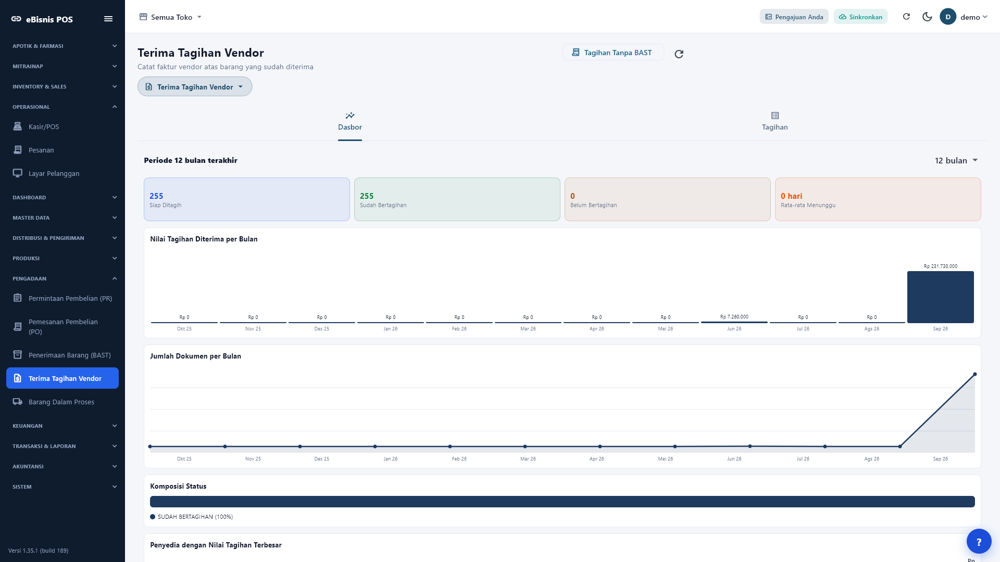 eBisnis POS
APOTIK & FARMASI
MITRAINAP
INVENTORY & SALES
OPERASIONAL
Kasir/POS
Pesanan
Layar Pelanggan
DASHBOARD
MASTER DATA
DISTRIBUSI & PENGIRIMAN
PRODUKSI
PENGADAAN
Permintaan Pembelian (PR)
Pemesanan Pembelian
(PO)
Penerimaan Barang (BAST)
Terima Tagihan Vendor
Barang Dalam Proses
KEUANGAN
TRANSAKSI & LAPORAN
AKUNTANSI
SISTEM
Versi 1.35.1 (build 189)
Semua Toko
Pengajuan Anda
Sinkronkan
D
demo
Terima Tagihan Vendor
Catat faktur vendor atas barang yang sudah diterima
Tagihan Tanpa BAST
Terima Tagihan Vendor
Dasbor
Tagihan
Periode 12 bulan terakhir
12 bulan
255
Siap Ditagih
255
Sudah Bertagihan
0
Belum Bertagihan
0 hari
Rata-rata Menunggu
Nilai Tagihan Diterima per Bulan
Rp 0 Rp 0 Rp 0 Rp 0 Rp 0 Rp 0 Rp 0 Rp 0 Rp 7.260.000 Rp 0 Rp 0 Rp 231.730.000
Okt 25 Nov 25 Des 25 Jan 26 Feb 26 Mar 26 Apr 26 Mei 26 Jun 26 Jul 26 Ags 26 Sep 26
Jumlah Dokumen per Bulan
Okt 25 Nov 25 Des 25 Jan 26 Feb 26 Mar 26 Apr 26 Mei 26 Jun 26 Jul 26 Ags 26 Sep 26
Komposisi Status
SUDAH BERTAGIHAN (100%)
Penyedia dengan Nilai Tagihan Terbesar
Rp
?